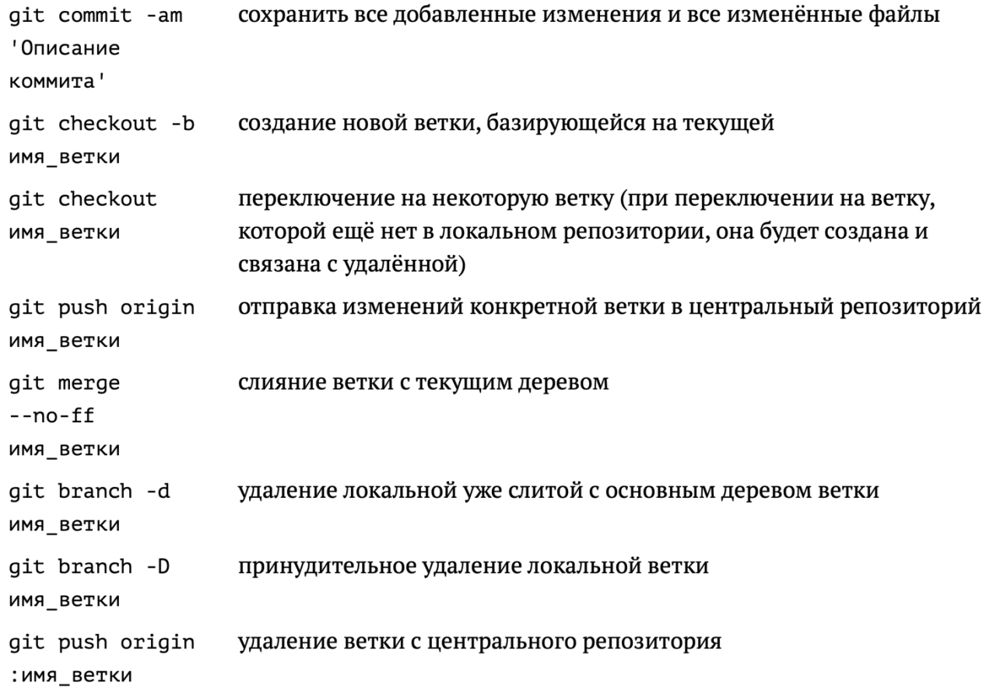 git commit -am сохранить все добавленные изменения и все изменённые файлы
'Описание
коммита'
git checkout -b создание новой ветки, базирующейся на текущей
имя_ветки
git checkout переключение на некоторую ветку (при переключении на ветку,
имя_ветки которой ещё нет в локальном репозитории, она будет создана и
связана с удалённой)
git push origin отправка изменений конкретной ветки в центральный репозиторий
имя_ветки
git merge слияние ветки с текущим деревом
--no-ff
имя_ветки
git branch -d удаление локальной уже слитой с основным деревом ветки
имя_ветки
git branch -D принудительное удаление локальной ветки
имя_ветки
git push origin удаление ветки с центрального репозитория
:имя_ветки